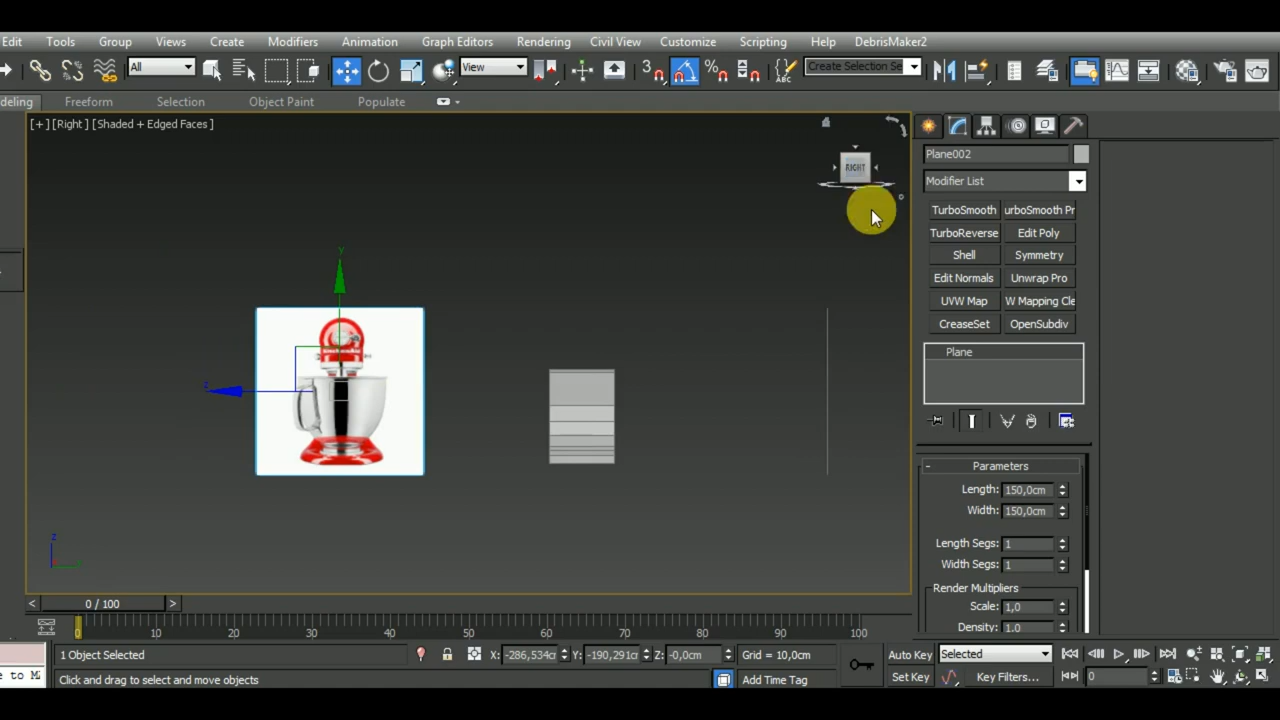 Edit Tools Group Views Create Modifiers Animation Graph Editors Rendering Civil View Customize Scripting Help DebrisMaker2
All View 3 Create Selection Se
deling Freeform Selection Object Paint Populate
[+] [Right ] [Shaded + Edged Faces ]
RIGHT
Plane002
Modifier List
TurboSmooth urboSmooth Pr
TurboReverse Edit Poly
Shell Symmetry
Edit Normals Unwrap Pro
UVW Map W Mapping Cle
CreaseSet OpenSubdiv
Plane
y
z
z
- Parameters
Length: 150,0cm
Width: 150,0cm
Length Segs: 1
Width Segs: 1
Render Multipliers
Scale: 1,0
Density: 1.0
< 0 / 100 >
0 10 20 30 40 50 60 70 80 90 100
1 Object Selected X: -286,534cr Y: -190,291cr Z: -0,0cm Grid = 10,0cm Auto Key Selected
e to M Click and drag to select and move objects Add Time Tag Set Key Key Filters... 0